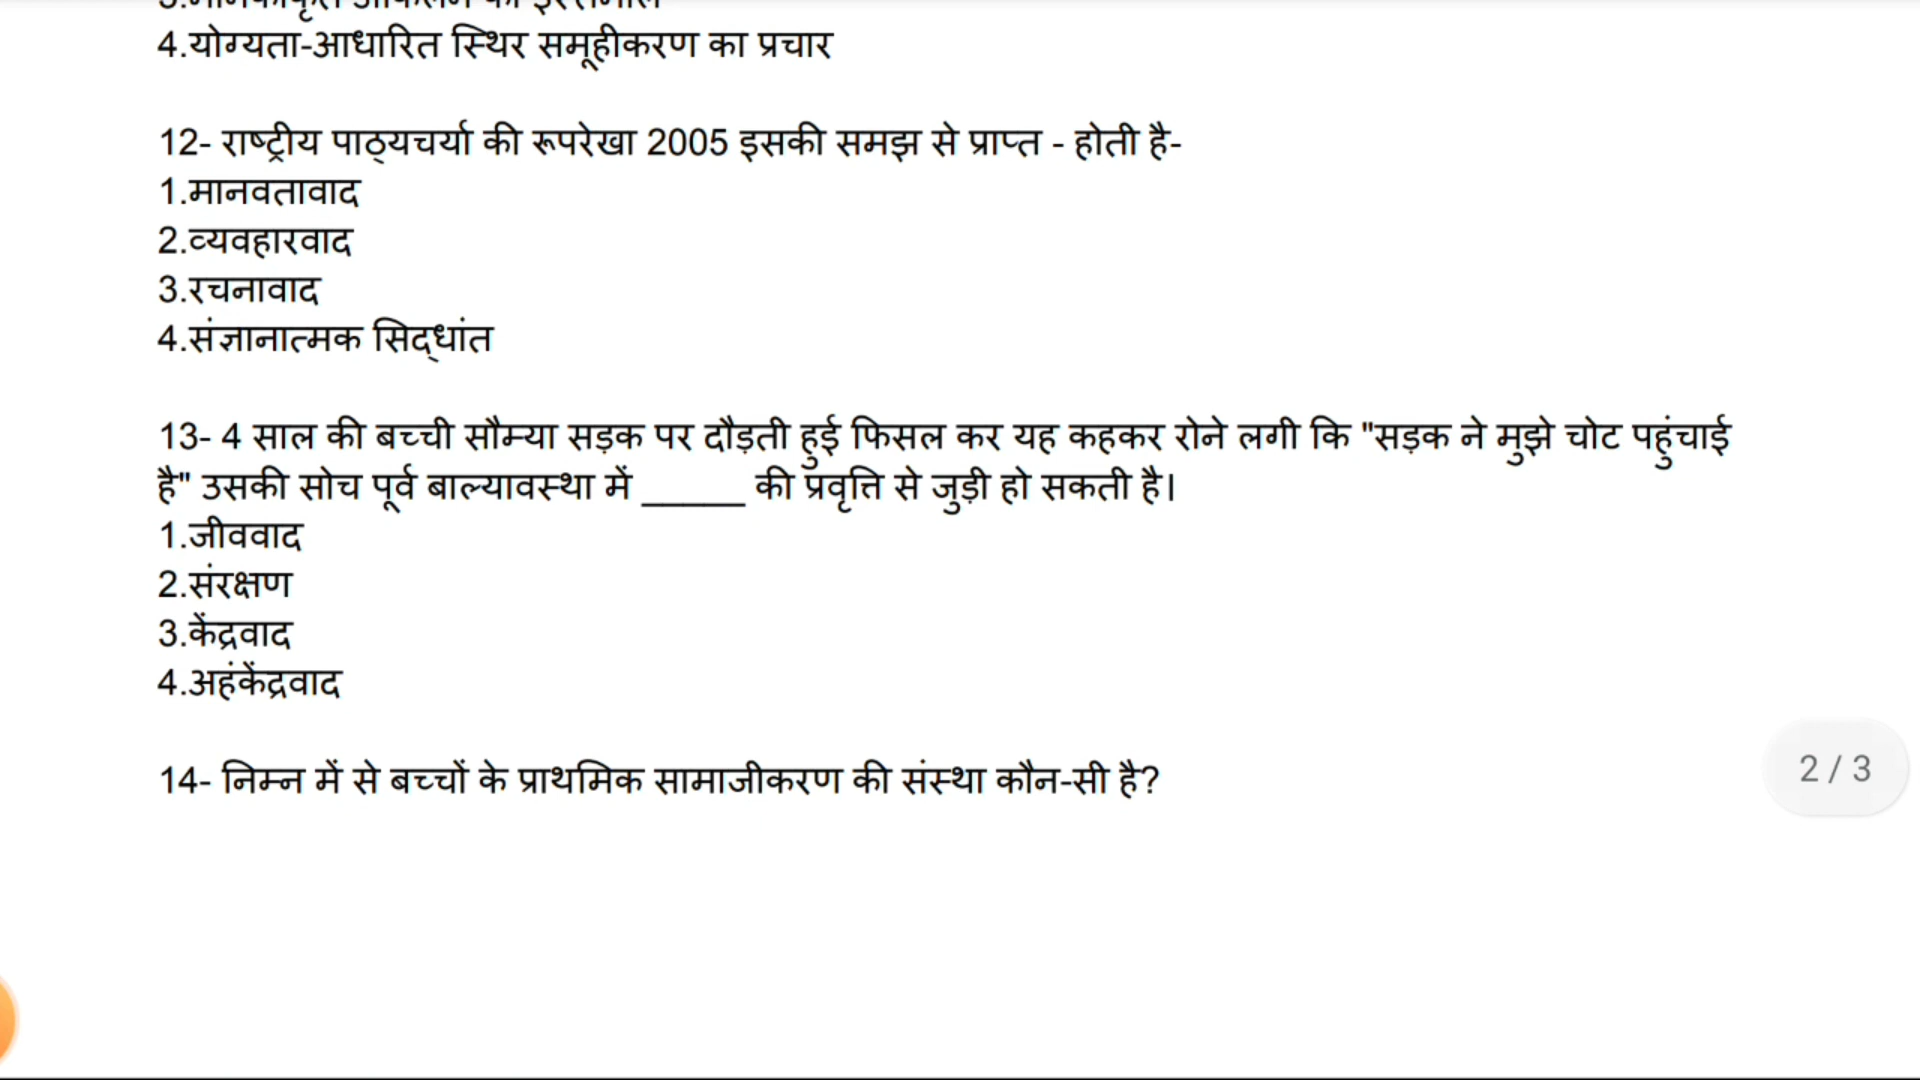 4.योग्यता-आधारित स्थिर समूहीकरण का प्रचार
12- राष्ट्रीय पाठ्यचर्या की रूपरेखा 2005 इसकी समझ से प्राप्त - होती है-
1.मानवतावाद
2.व्यवहारवाद
3.रचनावाद
4.संज्ञानात्मक सिद्धांत
13- 4 साल की बच्ची सौम्या सड़क पर दौड़ती हुई फिसल कर यह कहकर रोने लगी कि "सड़क ने मुझे चोट पहुंचाई
है" उसकी सोच पूर्व बाल्यावस्था में _____ की प्रवृत्ति से जुड़ी हो सकती है।
1.जीववाद
2.संरक्षण
3.केंद्रवाद
4.अहंकेंद्रवाद
14- निम्न में से बच्चों के प्राथमिक सामाजीकरण की संस्था कौन-सी है?
2 / 3